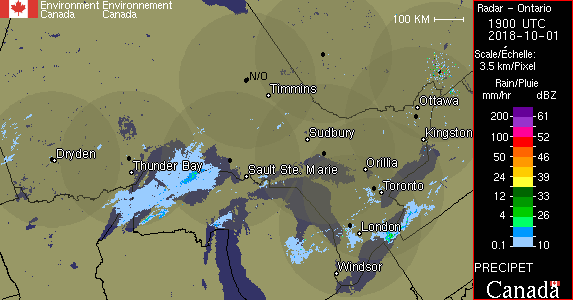 Environment Environnement
Canada Canada
100 KM
N/O
Timmins
Ottawa
Sudbury
Kingston
Dryden
Thunder Bay
Sault Ste. Marie
Orillia
Toronto
London
Windsor
Radar - Ontario
1900 UTC
2018-10-01
Scale/Échelle:
3.5 km/Pixel
Rain/Pluie
mm/hr dBZ
200 61
100 52
50 46
24 39
12 33
4 26
0.1 10
PRECIPET
Canada